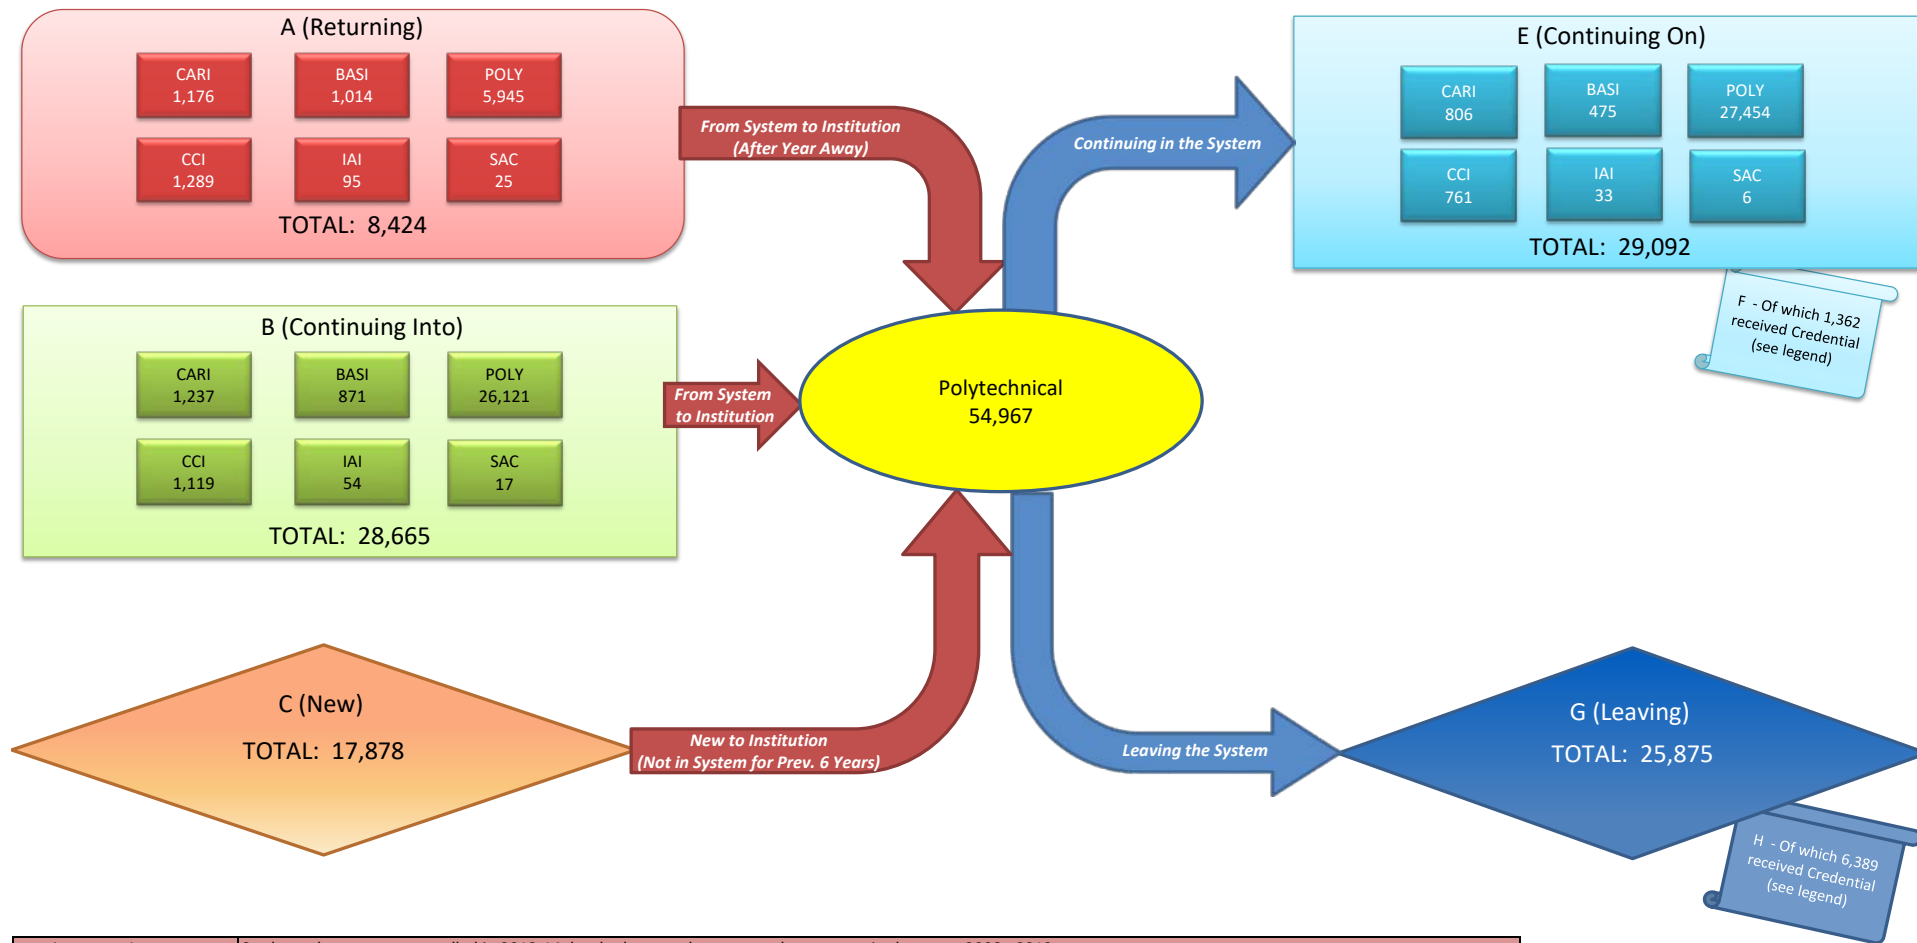 A (Returning)
CARI
1,176
BASI
1,014
POLY
5,945
CCI
1,289
IAI
95
SAC
25
TOTAL: 8,424
From System to Institution
(After Year Away)
B (Continuing Into)
CARI
1,237
BASI
871
POLY
26,121
CCI
1,119
IAI
54
SAC
17
TOTAL: 28,665
From System
to Institution
C (New)
TOTAL: 17,878
New to Institution
(Not in System for Prev. 6 Years)
Polytechnical
54,967
Continuing in the System
E (Continuing On)
CARI
806
BASI
475
POLY
27,454
CCI
761
IAI
33
SAC
6
TOTAL: 29,092
F - Of which 1,362
received Credential
(see legend)
Leaving the System
G (Leaving)
TOTAL: 25,875
H - Of which 6,389
received Credential
(see legend)